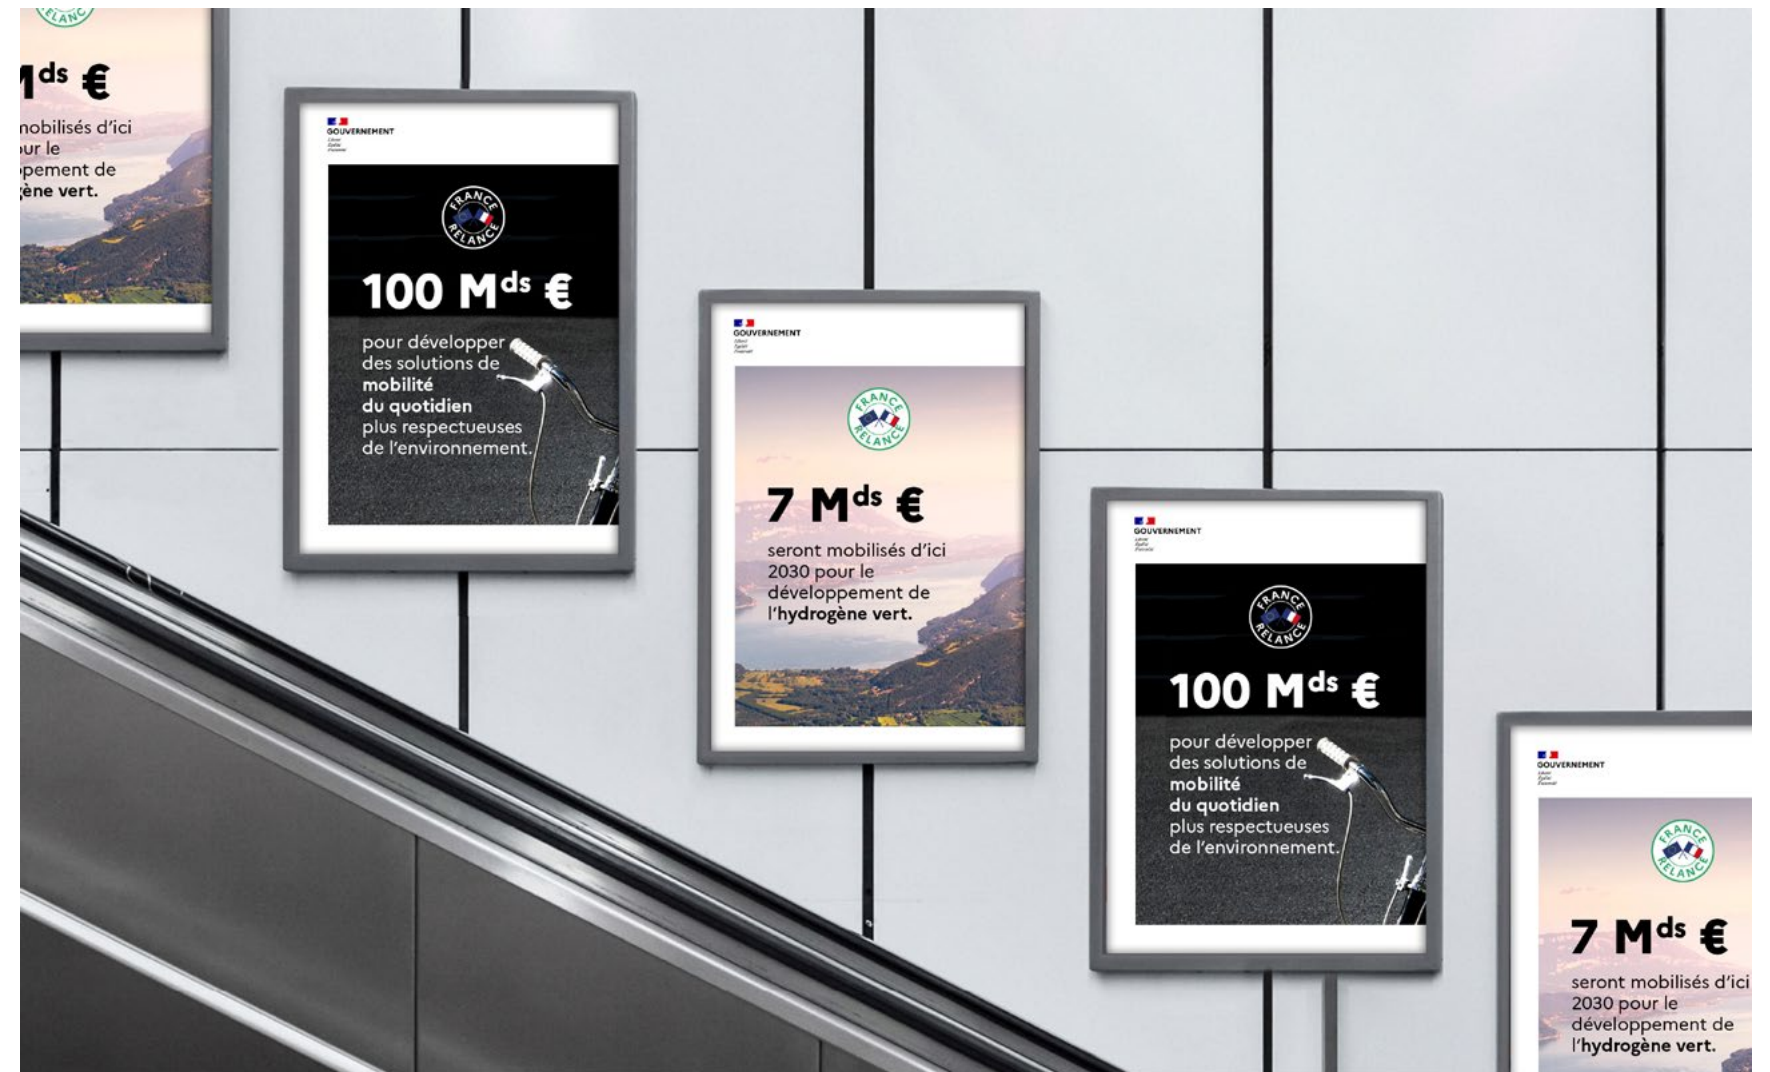 RELANCE
ds €
mobilisés d’ici
ur le
pement de
ène vert.
GOUVERNEMENT
FRANCE
RELANCE
100 Mds €
pour développer
des solutions de
mobilité
du quotidien
plus respectueuses
de l’environnement.
GOUVERNEMENT
FRANCE
RELANCE
7 Mds €
seront mobilisés d’ici
2030 pour le
développement de
l’hydrogène vert.
GOUVERNEMENT
FRANCE
RELANCE
100 Mds €
pour développer
des solutions de
mobilité
du quotidien
plus respectueuses
de l’environnement.
GOUVERNEMENT
FRANCE
RELANCE
7 Mds €
seront mobilisés d’ici
2030 pour le
développement de
l’hydrogène vert.